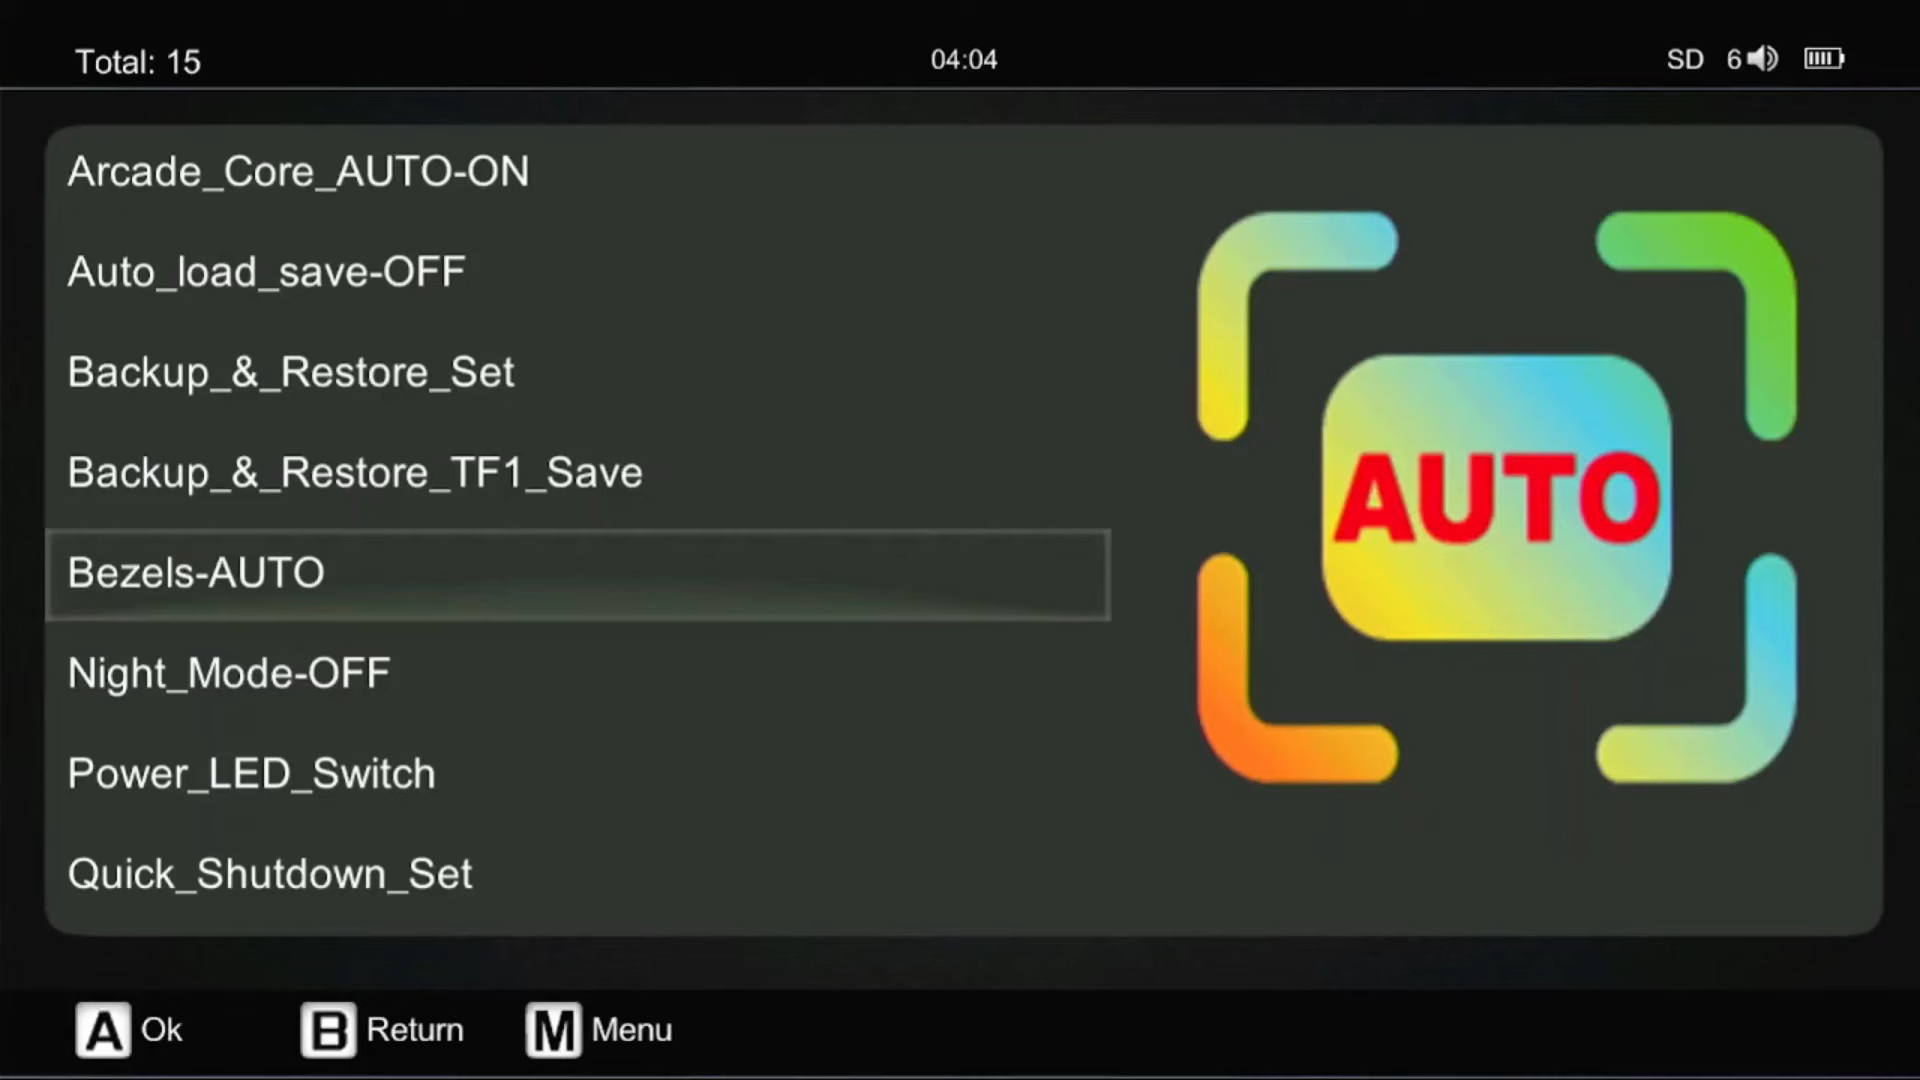 Total: 15
04:04
SD 6
Arcade_Core_AUTO-ON
Auto_load_save-OFF
Backup_&_Restore_Set
Backup_&_Restore_TF1_Save
Bezels-AUTO
Night_Mode-OFF
Power_LED_Switch
Quick_Shutdown_Set
AUTO
A Ok
B Return
M Menu